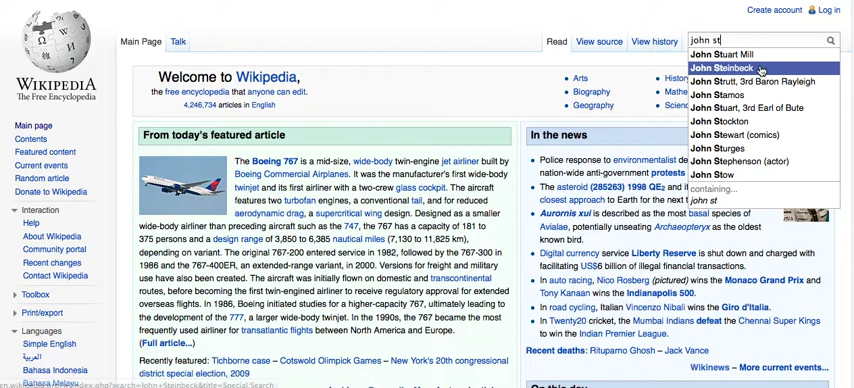 Create account Log in
Main Page Talk
Read View source View history
john st
WIKIPEDIA
The Free Encyclopedia
Main page
Contents
Featured content
Current events
Random article
Donate to Wikipedia
Interaction
Help
About Wikipedia
Community portal
Recent changes
Contact Wikipedia
Toolbox
Print/export
Languages
Simple English
العربية
Bahasa Indonesia
Bahasa Melayu
Welcome to Wikipedia,
the free encyclopedia that anyone can edit.
4,246,734 articles in English
Arts
Biography
Geography
John Stuart Mill
John Steinbeck
John Strutt, 3rd Baron Rayleigh
John Stamos
John Stuart, 3rd Earl of Bute
John Stockton
John Stewart (comics)
John Sturges
John Stephenson (actor)
John Stow
containing...
john st
From today's featured article
The Boeing 767 is a mid-size, wide-body twin-engine jet airliner built by
Boeing Commercial Airplanes. It was the manufacturer's first wide-body
twinjet and its first airliner with a two-crew glass cockpit. The aircraft
features two turbofan engines, a conventional tail, and for reduced
aerodynamic drag, a supercritical wing design. Designed as a smaller
wide-body airliner than preceding aircraft such as the 747, the 767 has a capacity of 181 to
375 persons and a design range of 3,850 to 6,385 nautical miles (7,130 to 11,825 km),
depending on variant. The original 767-200 entered service in 1982, followed by the 767-300 in
1986 and the 767-400ER, an extended-range variant, in 2000. Versions for freight and military
use have also been created. The aircraft was initially flown on domestic and transcontinental
routes, before becoming the first twin-engined airliner to receive regulatory approval for extended
overseas flights. In 1986, Boeing initiated studies for a higher-capacity 767, ultimately leading to
the development of the 777, a larger wide-body twinjet. In the 1990s, the 767 became the most
frequently used airliner for transatlantic flights between North America and Europe.
(Full article...)
Recently featured: Tichborne case – Cotswold Olimpick Games – New York's 20th congressional
district special election, 2009
In the news
Police response to environmental
nation-wide anti-government protests
The asteroid (285263) 1998 QE2
closest approach to Earth for the next
Aurornis xui is described as the most basal species of
Avialae, potentially unseating Archaeopteryx as the oldest
known bird.
Digital currency service Liberty Reserve is shut down and charged with
facilitating US$6 billion of illegal financial transactions.
In auto racing, Nico Rosberg (pictured) wins the Monaco Grand Prix and
Tony Kanaan wins the Indianapolis 500.
In road cycling, Italian Vincenzo Nibali wins the Giro d'Italia.
In Twenty20 cricket, the Mumbai Indians defeat the Chennai Super Kings
to win the Indian Premier League.
Recent deaths: Rituparno Ghosh – Jack Vance
Wikinews – More current events...
On this day